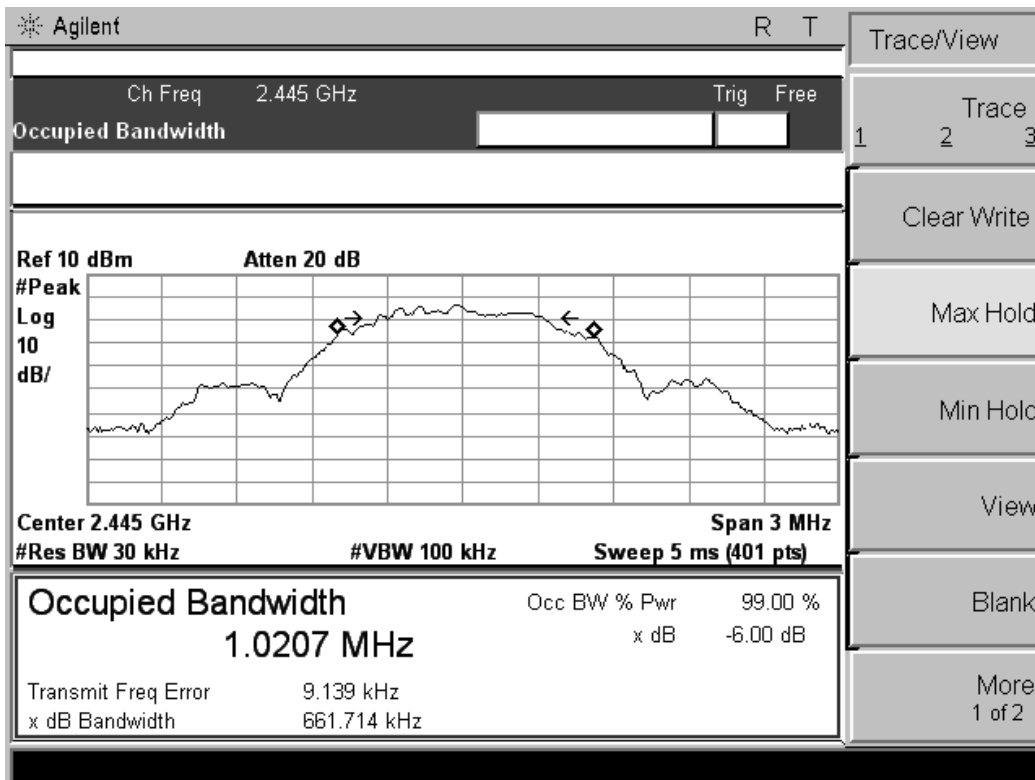 Agilent R T
Ch Freq 2.445 GHz Trig Free
Occupied Bandwidth
Ref 10 dBm Atten 20 dB
#Peak
Log
10
dB/
Center 2.445 GHz Span 3 MHz
#Res BW 30 kHz #VBW 100 kHz Sweep 5 ms (401 pts)
Occupied Bandwidth
1.0207 MHz
Occ BW % Pwr 99.00 %
x dB -6.00 dB
Transmit Freq Error 9.139 kHz
x dB Bandwidth 661.714 kHz
Trace/View
Trace
1 2 3
Clear Write
Max Hold
Min Hold
View
Blank
More
1 of 2